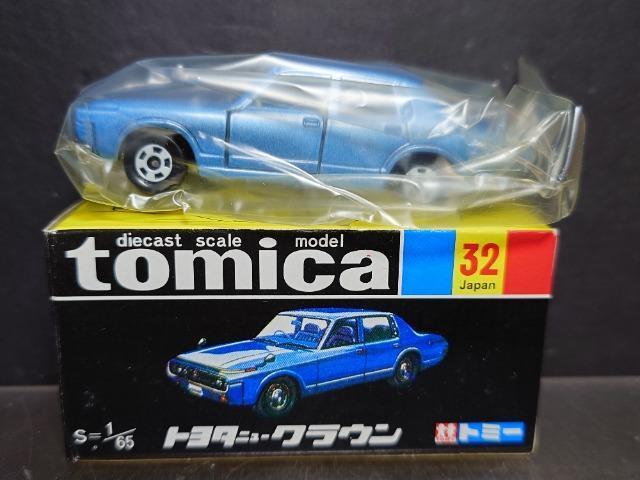 diecast scale model
tomica
32
Japan
S=1/65
トヨタニュークラウン
トミー